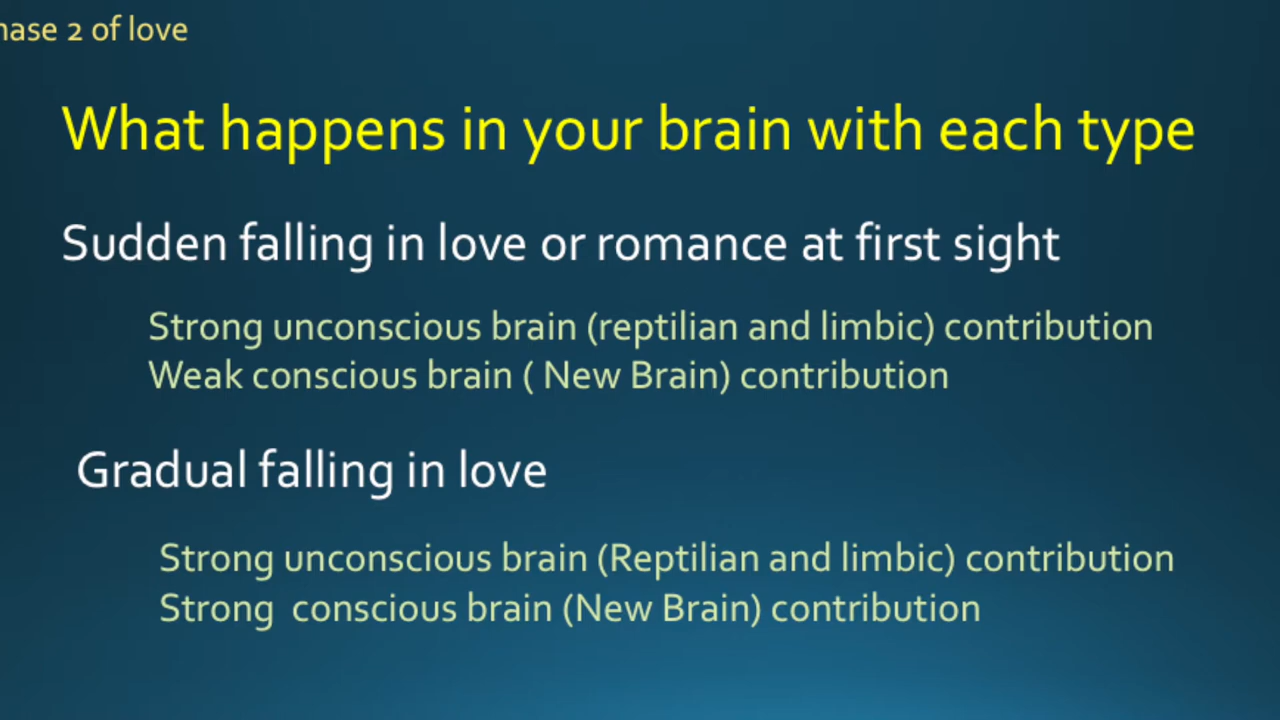 hase 2 of love
What happens in your brain with each type
Sudden falling in love or romance at first sight
Strong unconscious brain (reptilian and limbic) contribution
Weak conscious brain ( New Brain) contribution
Gradual falling in love
Strong unconscious brain (Reptilian and limbic) contribution
Strong  conscious brain (New Brain) contribution